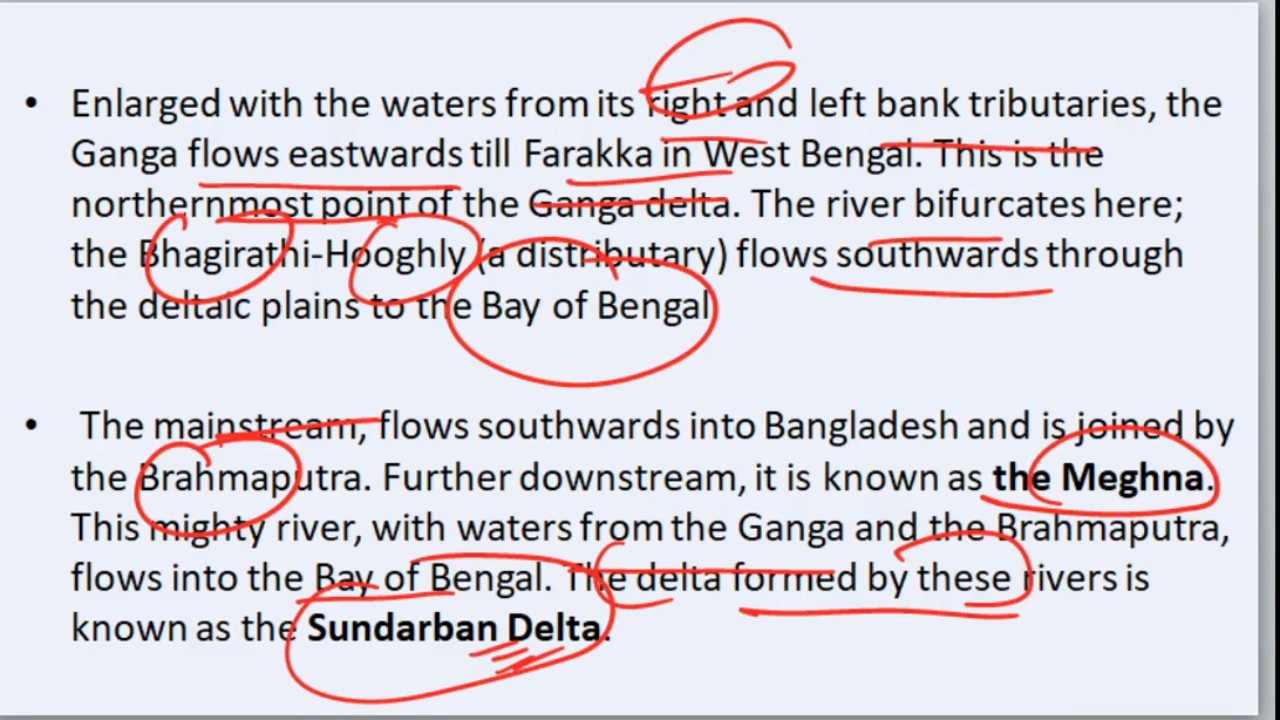 • Enlarged with the waters from its right and left bank tributaries, the
Ganga flows eastwards till Farakka in West Bengal. This is the
northernmost point of the Ganga delta. The river bifurcates here;
the Bhagirathi-Hooghly (a distributary) flows southwards through
the deltaic plains to the Bay of Bengal
• The mainstream, flows southwards into Bangladesh and is joined by
the Brahmaputra. Further downstream, it is known as the Meghna.
This mighty river, with waters from the Ganga and the Brahmaputra,
flows into the Bay of Bengal. The delta formed by these rivers is
known as the Sundarban Delta.